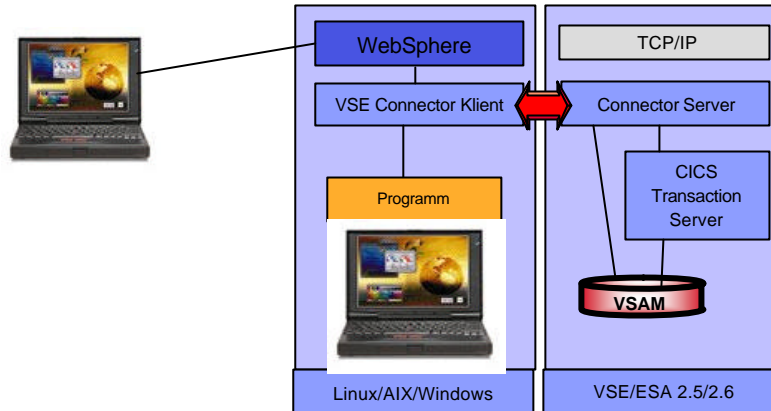 WebSphere
TCP/IP
VSE Connector Klient
Connector Server
CICS
Transaction
Server
Programm
VSAM
Linux/AIX/Windows
VSE/ESA 2.5/2.6